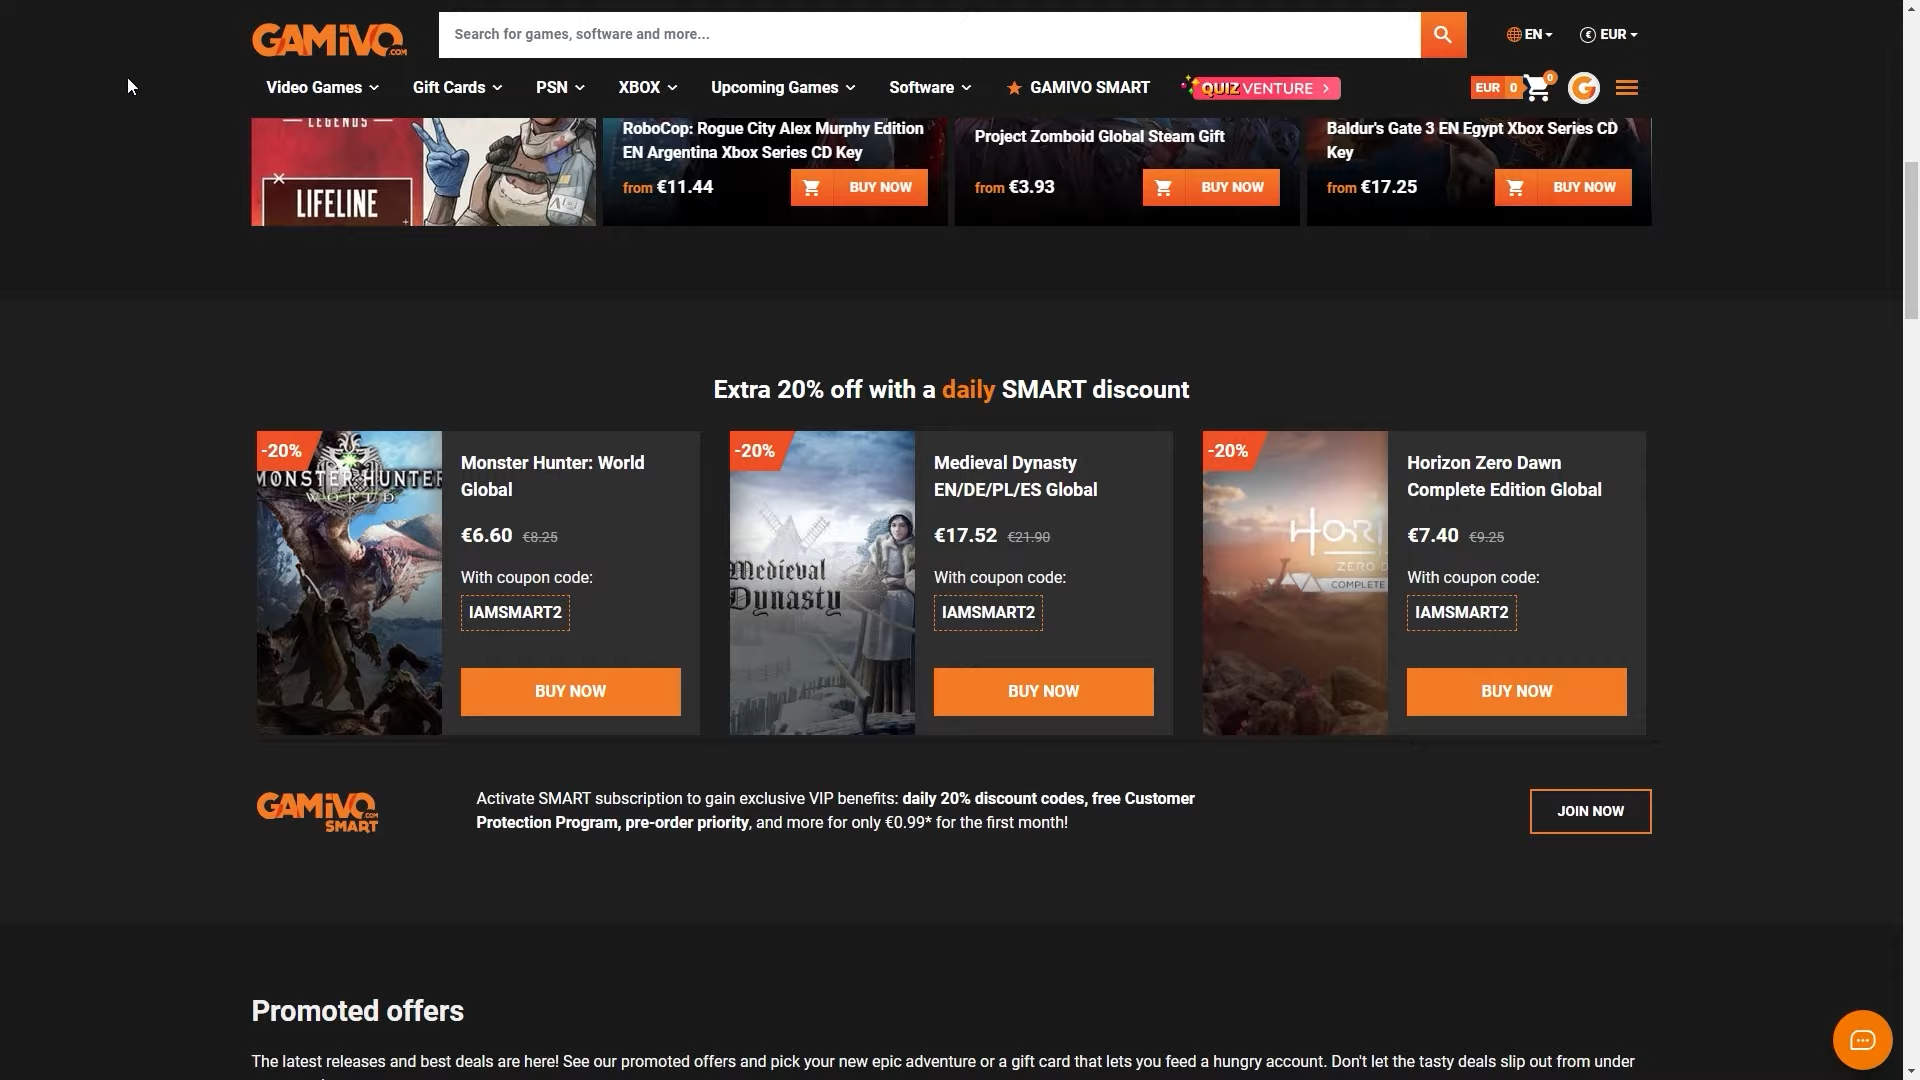 GAMIVO.COM
Search for games, software and more...
EN
€ EUR
Video Games
Gift Cards
PSN
XBOX
Upcoming Games
Software
GAMIVO SMART
QUIZ VENTURE
EUR 0
0
G
LEGENDS
LIFELINE
RoboCop: Rogue City Alex Murphy Edition
EN Argentina Xbox Series CD Key
from €11.44
BUY NOW
Project Zomboid Global Steam Gift
from €3.93
BUY NOW
Baldur's Gate 3 EN Egypt Xbox Series CD
Key
from €17.25
BUY NOW
Extra 20% off with a daily SMART discount
-20%
MONSTER HUNTER
WORLD
Monster Hunter: World
Global
€6.60 €8.25
With coupon code:
IAMSMART2
BUY NOW
-20%
Medieval
Dynasty
Medieval Dynasty
EN/DE/PL/ES Global
€17.52 €21.90
With coupon code:
IAMSMART2
BUY NOW
-20%
HORI
ZERO D
COMPLETE
Horizon Zero Dawn
Complete Edition Global
€7.40 €9.25
With coupon code:
IAMSMART2
BUY NOW
GAMIVO.COM
SMART
Activate SMART subscription to gain exclusive VIP benefits: daily 20% discount codes, free Customer
Protection Program, pre-order priority, and more for only €0.99* for the first month!
JOIN NOW
Promoted offers
The latest releases and best deals are here! See our promoted offers and pick your new epic adventure or a gift card that lets you feed a hungry account. Don't let the tasty deals slip out from under